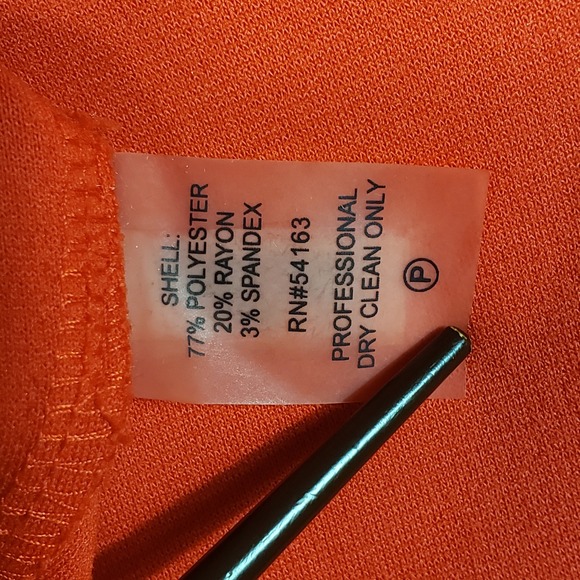 SHELL:
77% POLYESTER
20% RAYON
3% SPANDEX
RN#54163
PROFESSIONAL
DRY CLEAN ONLY
P